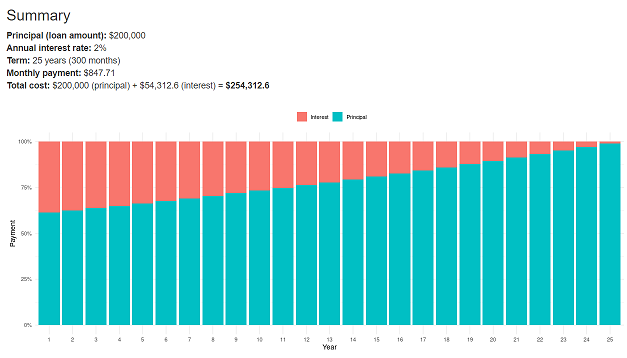 Summary
Principal (loan amount): $200,000
Annual interest rate: 2%
Term: 25 years (300 months)
Monthly payment: $847.71
Total cost: $200,000 (principal) + $54,312.6 (interest) = $254,312.6
Interest Principal
100%
75%
50%
25%
0%
Payment
1 2 3 4 5 6 7 8 9 10 11 12 13 14 15 16 17 18 19 20 21 22 23 24 25
Year